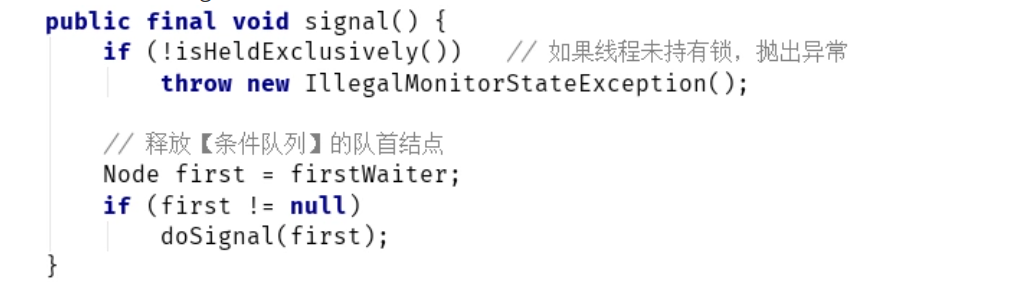 public final void signal() {
if (!isHeldExclusively())   // 如果线程未持有锁，抛出异常
throw new IllegalMonitorStateException();
// 释放【条件队列】的队首结点
Node first = firstWaiter;
if (first != null)
doSignal(first);
}